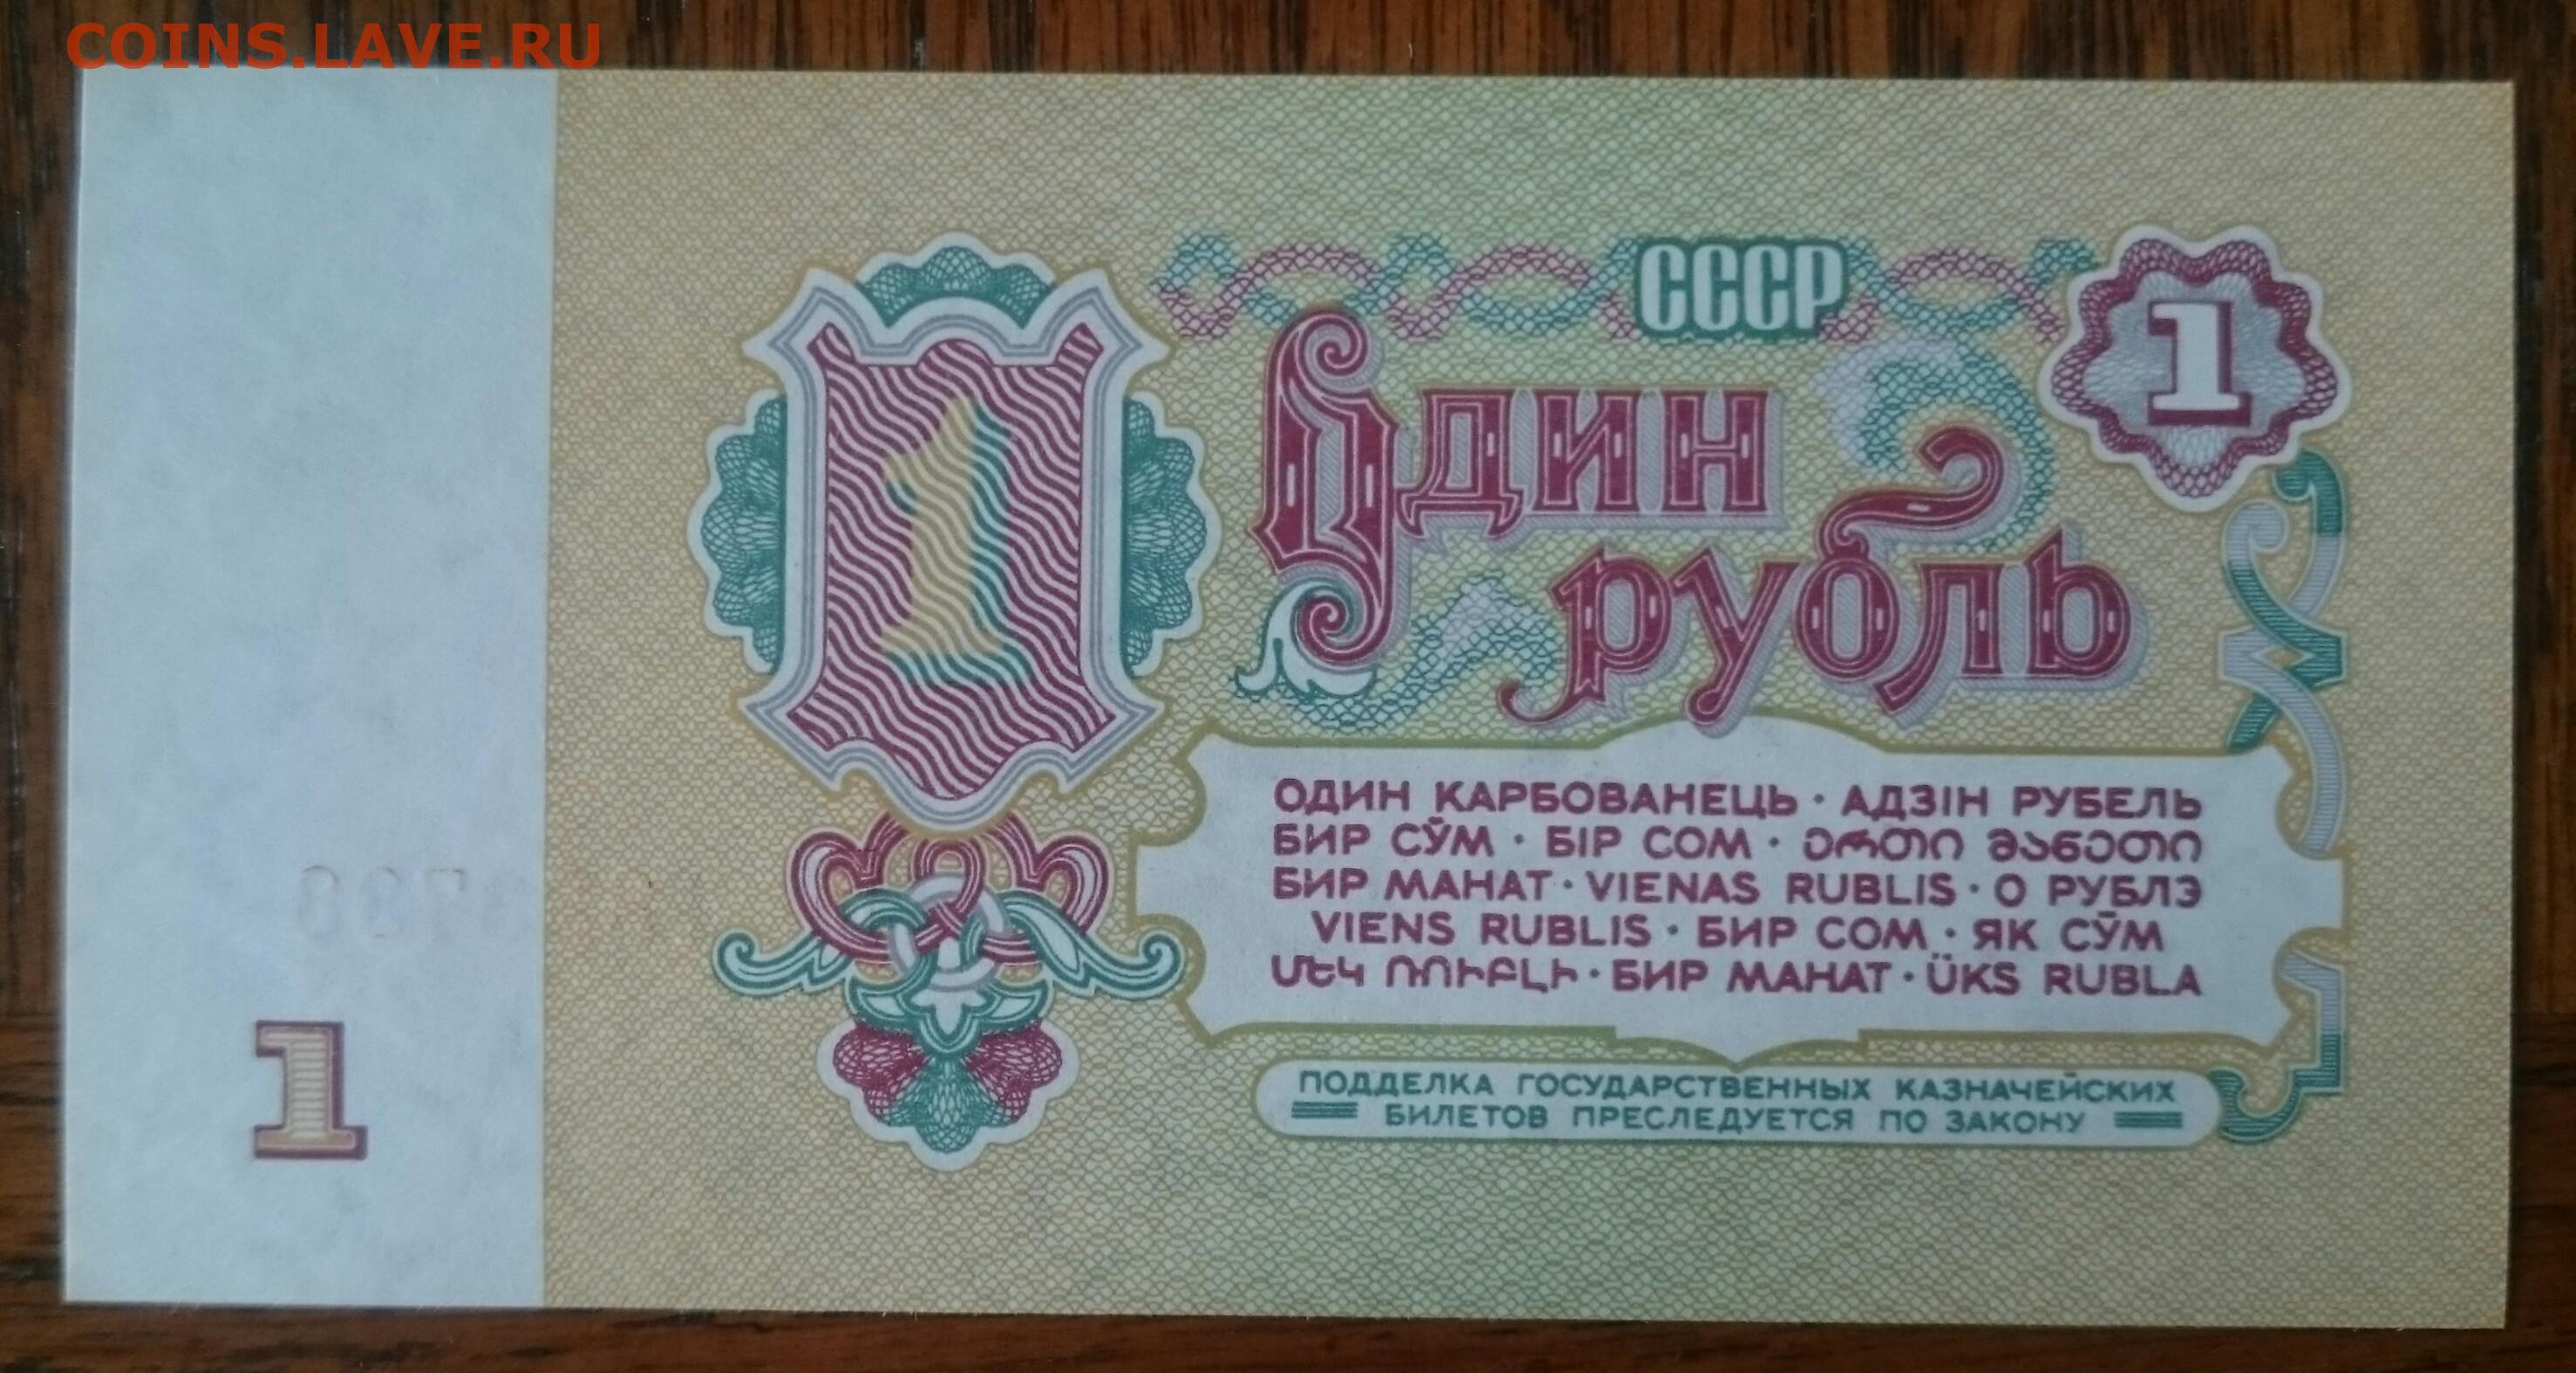 COINS.LAVE.RU
СССР
1
1
Один
рубль
ОДИН КАРБОВАНЕЦЬ · АДЗІН РУБЕЛЬ
БИР СЎМ · БІР СОМ · ერთი მანეთი
БИР МАНАТ · VIENAS RUBLIS · О РУБЛЭ
VIENS RUBLIS · БИР СОМ · ЯК СӮМ
ՄԵԿ ՌՈՒԲԼԻ · БИР МАНАТ · ÜKS RUBLA
1
ПОДДЕЛКА ГОСУДАРСТВЕННЫХ КАЗНАЧЕЙСКИХ
БИЛЕТОВ ПРЕСЛЕДУЕТСЯ ПО ЗАКОНУ